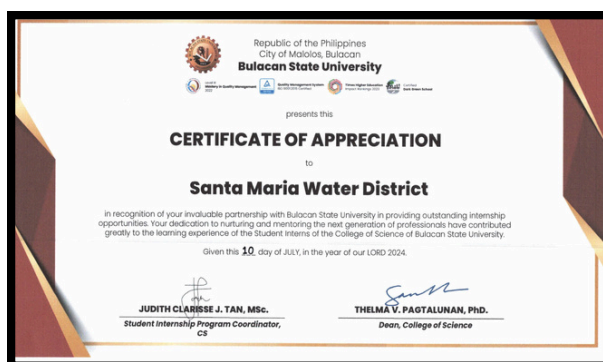 Republic of the Philippines
City of Malolos, Bulacan
Bulacan State University
presents this
CERTIFICATE OF APPRECIATION
to
Santa Maria Water District
in recognition of your invaluable partnership with Bulacan State University in providing outstanding internship
opportunities. Your dedication to nurturing and mentoring the next generation of professionals have contributed
greatly to the learning experience of the Student Interns of the College of Science of Bulacan State University.
Given this 10 day of JULY, in the year of our LORD 2024.
JUDITH CLARISSE J. TAN, MSc.
Student Internship Program Coordinator,
CS
THELMA V. PAGTALUNAN, PhD.
Dean, College of Science